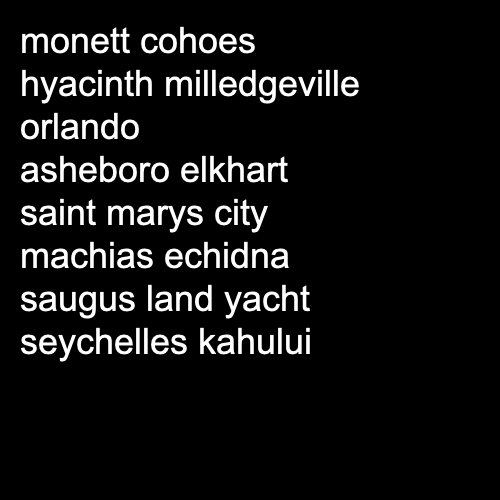 monett cohoes
hyacinth milledgeville
orlando
asheboro elkhart
saint marys city
machias echidna
saugus land yacht
seychelles kahului